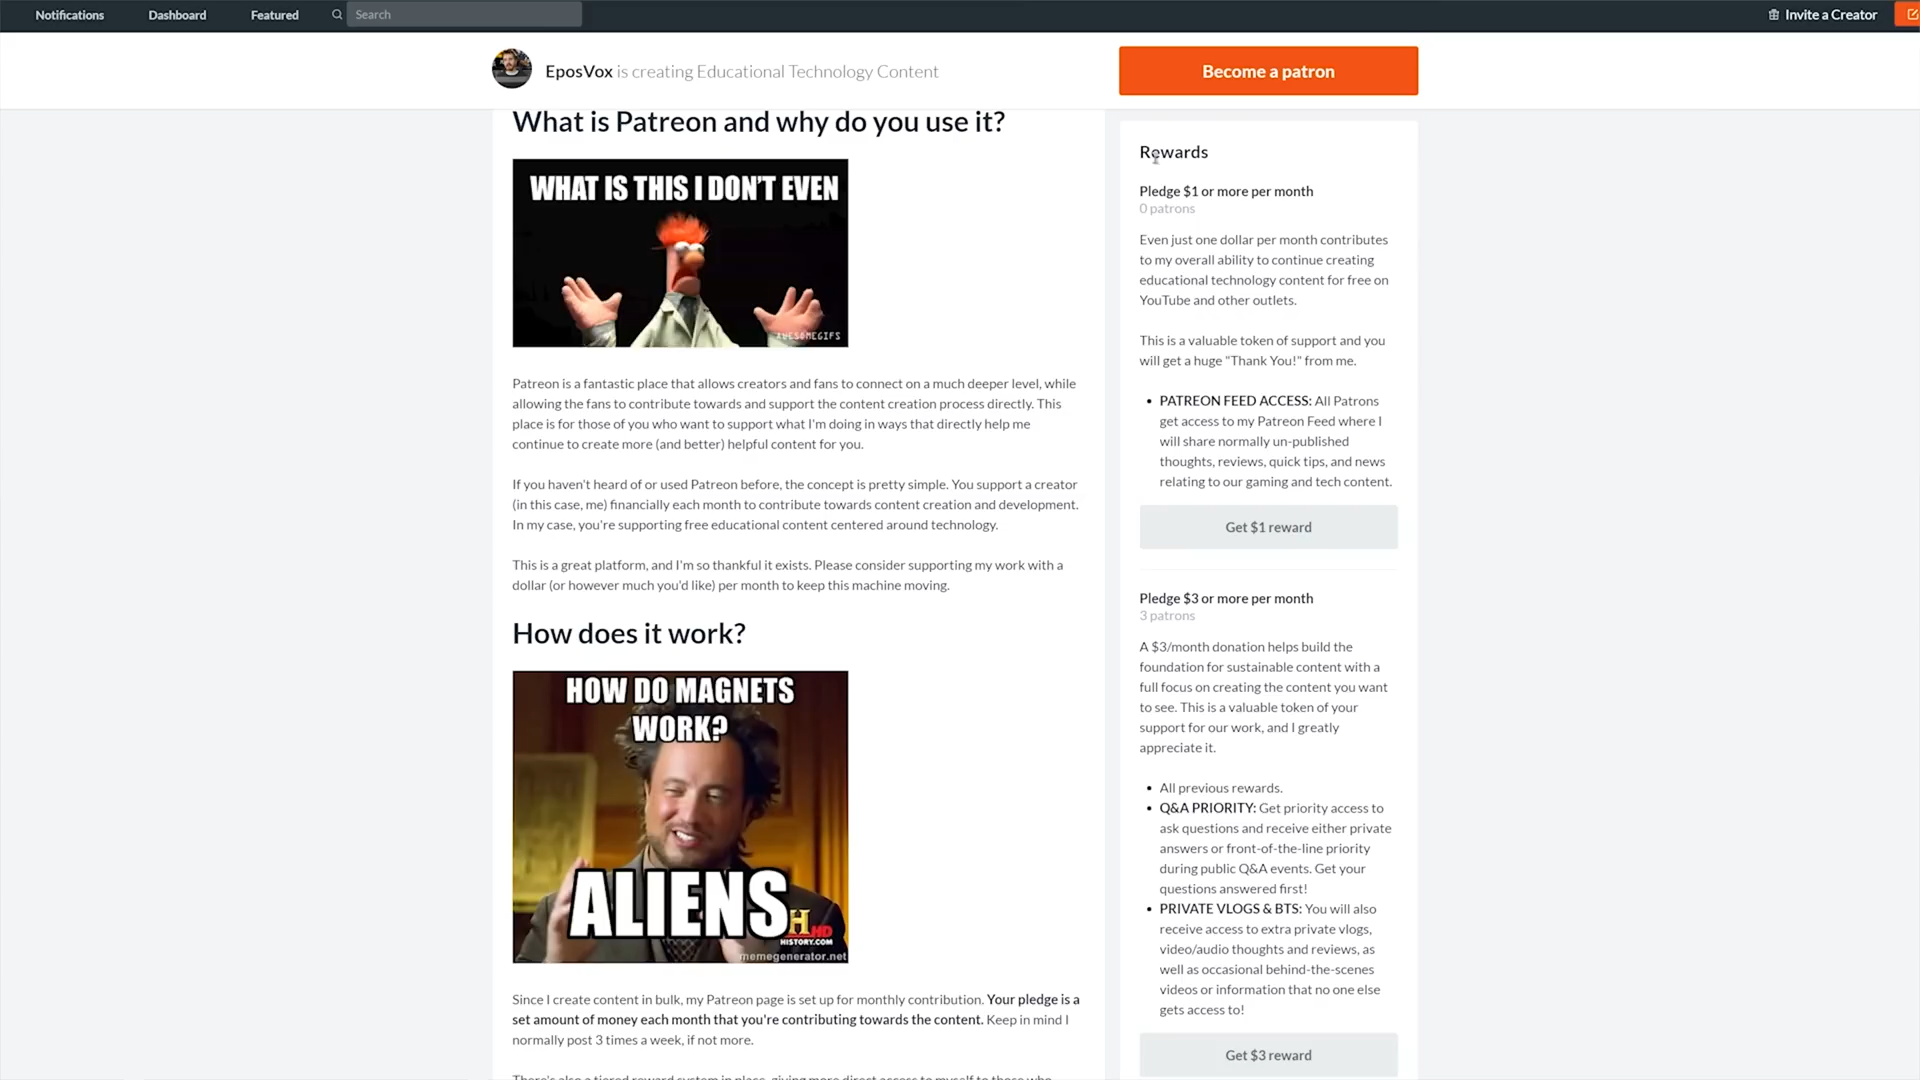 Notifications
Dashboard
Featured
Search
Invite a Creator
EposVox is creating Educational Technology Content
Become a patron
What is Patreon and why do you use it?
WHAT IS THIS I DON'T EVEN
AWESOMEGIFS
Patreon is a fantastic place that allows creators and fans to connect on a much deeper level, while
allowing the fans to contribute towards and support the content creation process directly. This
place is for those of you who want to support what I'm doing in ways that directly help me
continue to create more (and better) helpful content for you.
If you haven't heard of or used Patreon before, the concept is pretty simple. You support a creator
(in this case, me) financially each month to contribute towards content creation and development.
In my case, you're supporting free educational content centered around technology.
This is a great platform, and I'm so thankful it exists. Please consider supporting my work with a
dollar (or however much you'd like) per month to keep this machine moving.
How does it work?
HOW DO MAGNETS
WORK?
ALIENS
H HD
HISTORY.COM
memegenerator.net
Since I create content in bulk, my Patreon page is set up for monthly contribution. Your pledge is a
set amount of money each month that you're contributing towards the content. Keep in mind I
normally post 3 times a week, if not more.
There's also a tiered reward system in place, giving more direct access to myself to those who
Rewards
Pledge $1 or more per month
0 patrons
Even just one dollar per month contributes
to my overall ability to continue creating
educational technology content for free on
YouTube and other outlets.
This is a valuable token of support and you
will get a huge "Thank You!" from me.
• PATREON FEED ACCESS: All Patrons
get access to my Patreon Feed where I
will share normally un-published
thoughts, reviews, quick tips, and news
relating to our gaming and tech content.
Get $1 reward
Pledge $3 or more per month
3 patrons
A $3/month donation helps build the
foundation for sustainable content with a
full focus on creating the content you want
to see. This is a valuable token of your
support for our work, and I greatly
appreciate it.
• All previous rewards.
• Q&A PRIORITY: Get priority access to
ask questions and receive either private
answers or front-of-the-line priority
during public Q&A events. Get your
questions answered first!
• PRIVATE VLOGS & BTS: You will also
receive access to extra private vlogs,
video/audio thoughts and reviews, as
well as occasional behind-the-scenes
videos or information that no one else
gets access to!
Get $3 reward